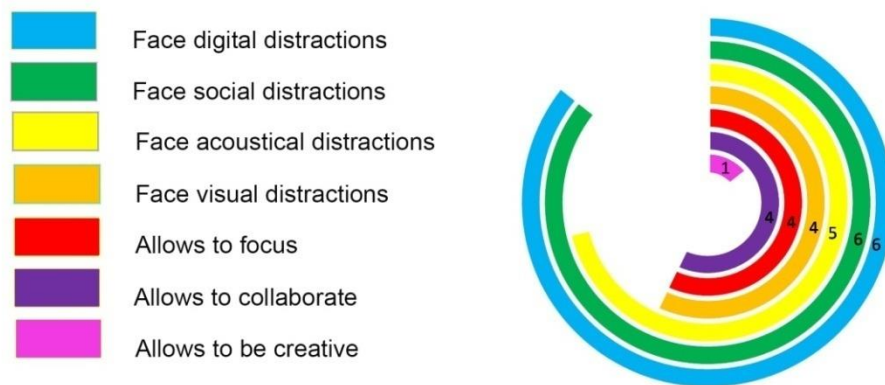 Face digital distractions
Face social distractions
Face acoustical distractions
Face visual distractions
Allows to focus
Allows to collaborate
Allows to be creative
1
4 4 4 5 6 6